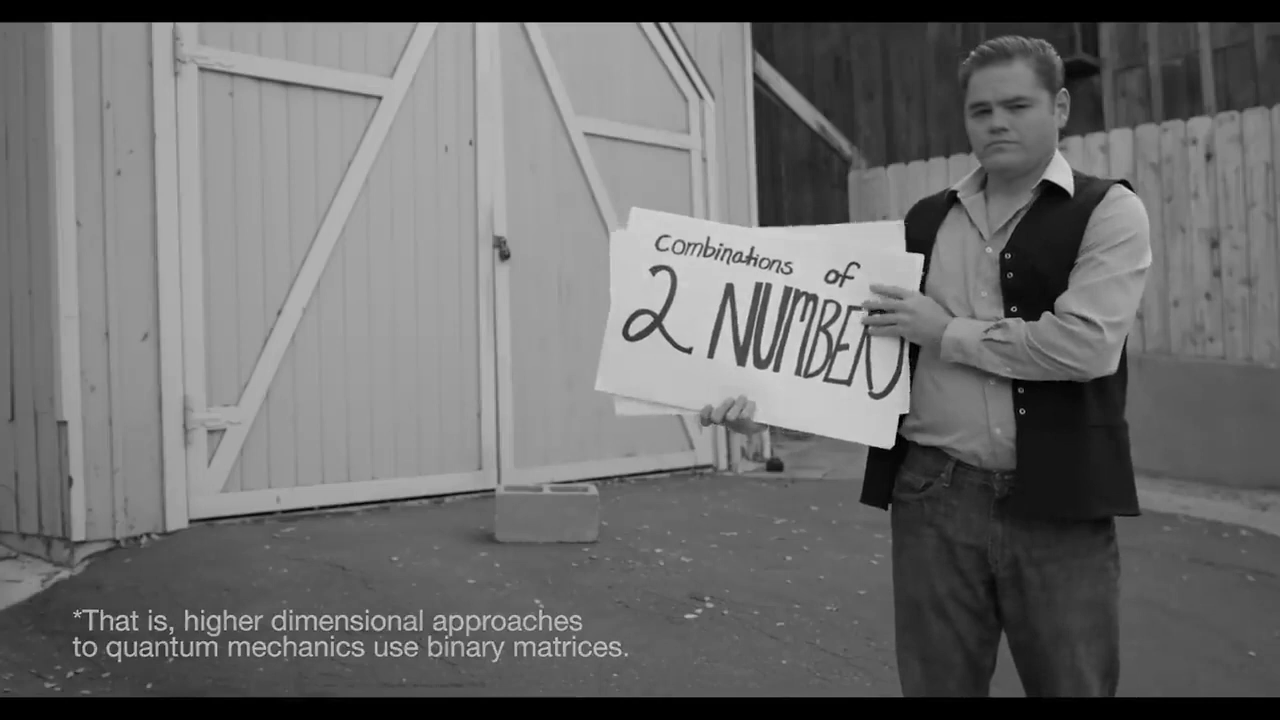 Combinations of
2 NUMBERS
*That is, higher dimensional approaches
to quantum mechanics use binary matrices.